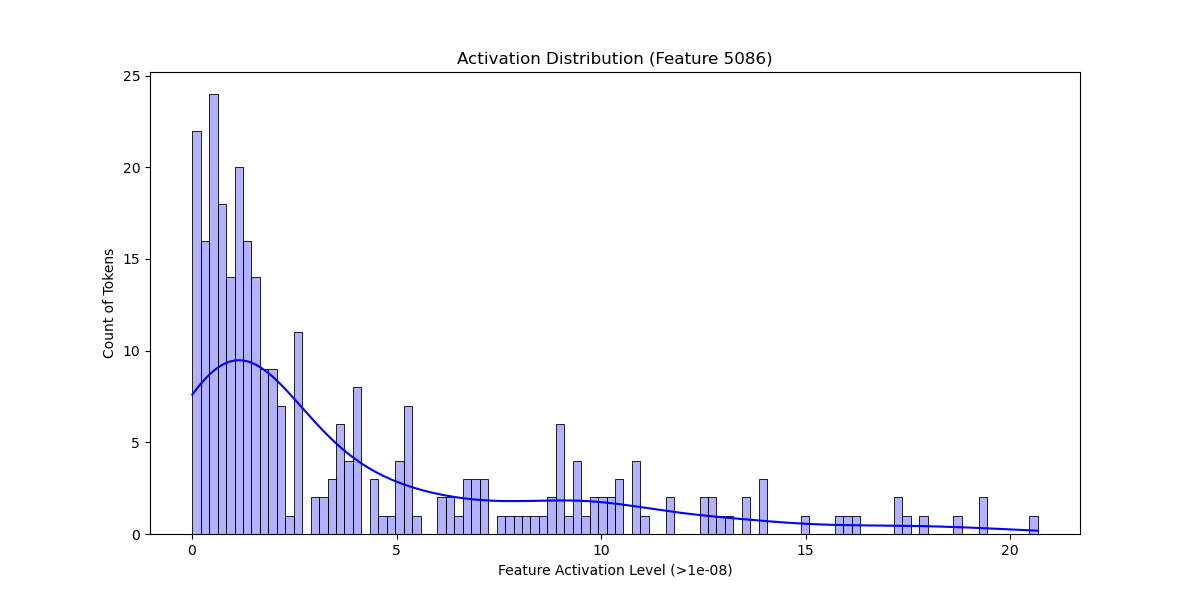 Activation Distribution (Feature 5086)
25
20
15
10
5
0
Count of Tokens
0 5 10 15 20
Feature Activation Level (>1e-08)